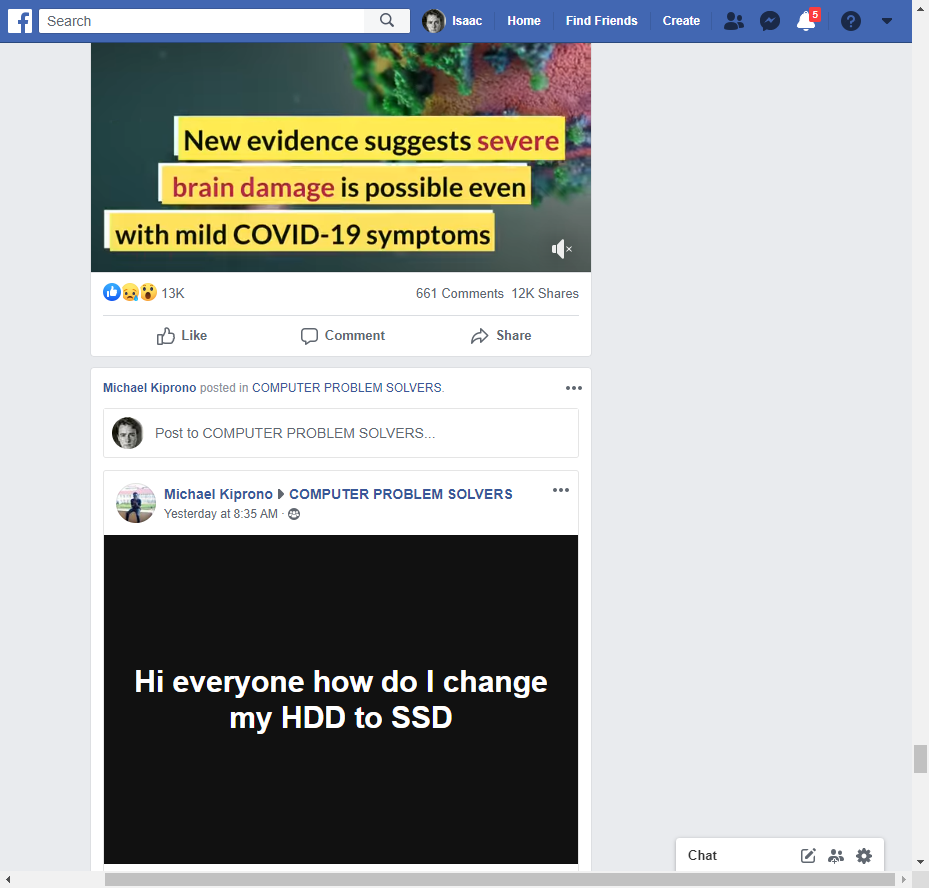 Search
Isaac
Home
Find Friends
Create
5
New evidence suggests severe
brain damage is possible even
with mild COVID-19 symptoms
13K
661 Comments 12K Shares
Like
Comment
Share
Michael Kiprono posted in COMPUTER PROBLEM SOLVERS.
Post to COMPUTER PROBLEM SOLVERS...
Michael Kiprono COMPUTER PROBLEM SOLVERS
Yesterday at 8:35 AM ·
Hi everyone how do I change
my HDD to SSD
Chat